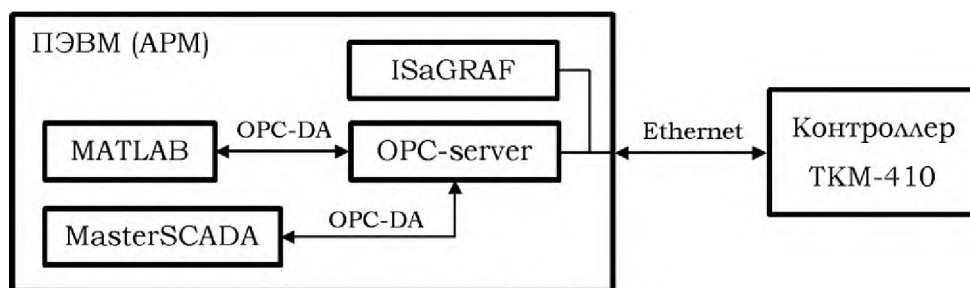 ПЭВМ (АРМ)
ISaGRAF
OPC-DA
MATLAB
OPC-server
Ethernet
Контроллер
ТКМ-410
OPC-DA
MasterSCADA